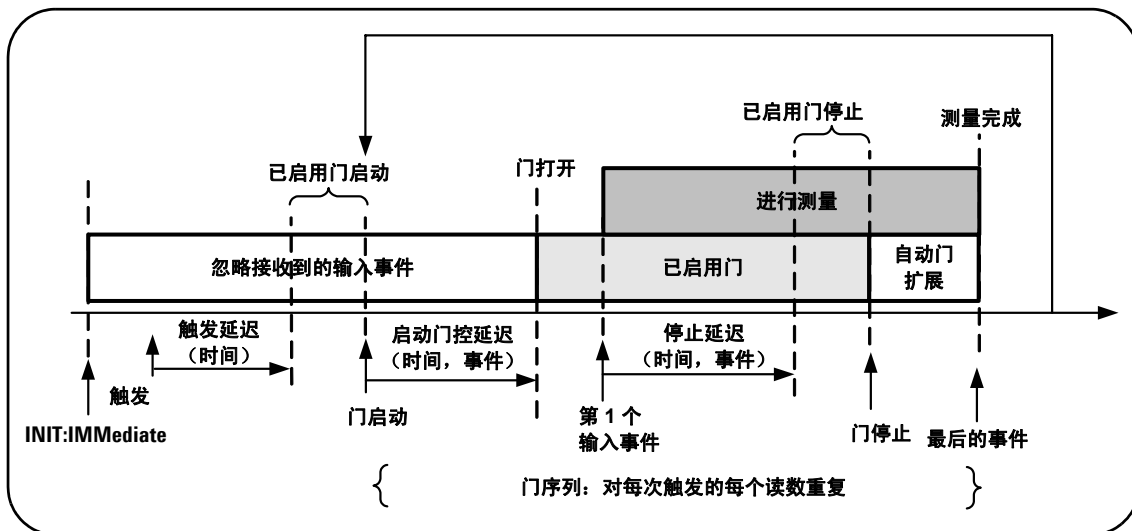 已启用门停止
测量完成
已启用门启动
门打开
进行测量
忽略接收到的输入事件
已启用门
自动门
扩展
触发延迟
（时间）
启动门控延迟
（时间，事件）
停止延迟
（时间，事件）
触发
门启动
第 1 个
输入事件
门停止
最后的事件
INIT:IMMediate
门序列：对每次触发的每个读数重复